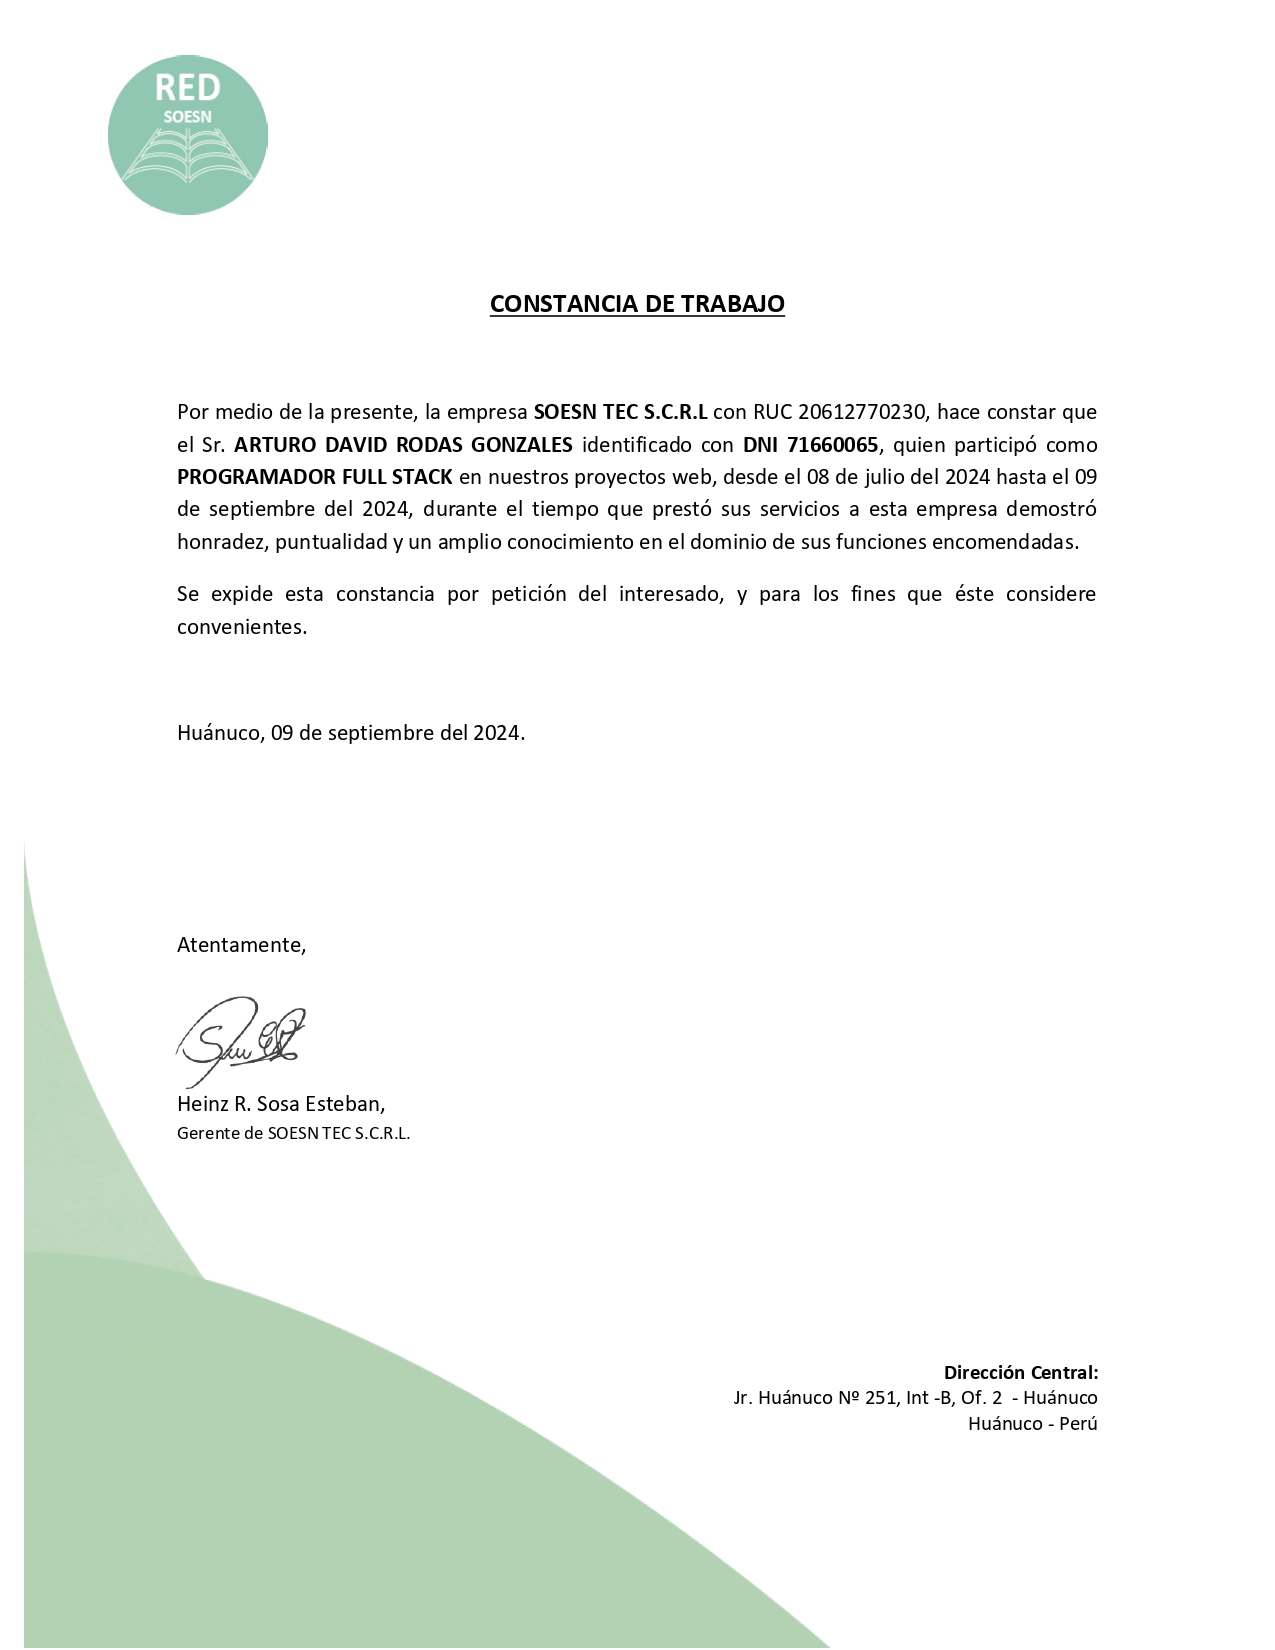 RED
SOESN
CONSTANCIA DE TRABAJO
Por medio de la presente, la empresa SOESN TEC S.C.R.L con RUC 20612770230, hace constar que
el Sr. ARTURO DAVID RODAS GONZALES identificado con DNI 71660065, quien participó como
PROGRAMADOR FULL STACK en nuestros proyectos web, desde el 08 de julio del 2024 hasta el 09
de septiembre del 2024, durante el tiempo que prestó sus servicios a esta empresa demostró
honradez, puntualidad y un amplio conocimiento en el dominio de sus funciones encomendadas.
Se expide esta constancia por petición del interesado, y para los fines que éste considere
convenientes.
Huánuco, 09 de septiembre del 2024.
Atentamente,
Heinz R. Sosa Esteban,
Gerente de SOESN TEC S.C.R.L.
Dirección Central:
Jr. Huánuco Nº 251, Int -B, Of. 2  - Huánuco
Huánuco - Perú